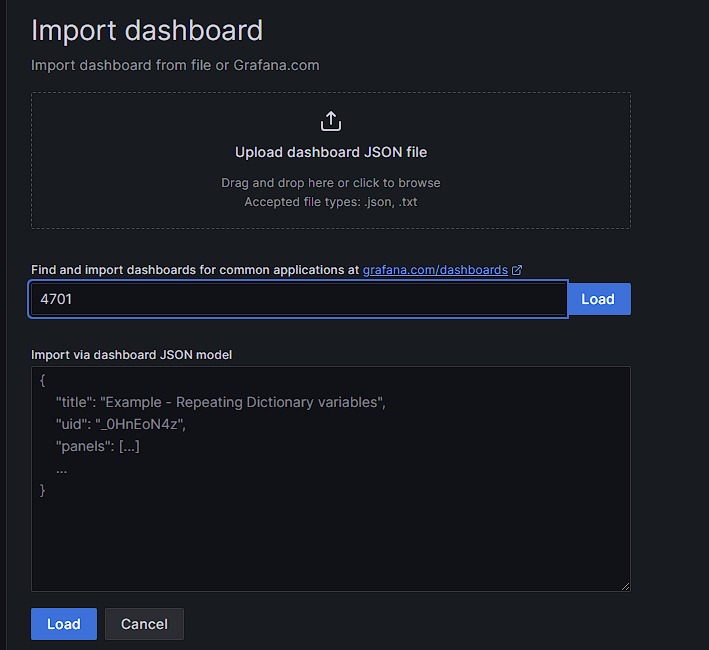 Import dashboard
Import dashboard from file or Grafana.com
Upload dashboard JSON file
Drag and drop here or click to browse
Accepted file types: .json, .txt
Find and import dashboards for common applications at grafana.com/dashboards
4701
Load
Import via dashboard JSON model
{
"title": "Example - Repeating Dictionary variables",
"uid": "_0HnEoN4z",
"panels": [...]
...
}
Load
Cancel